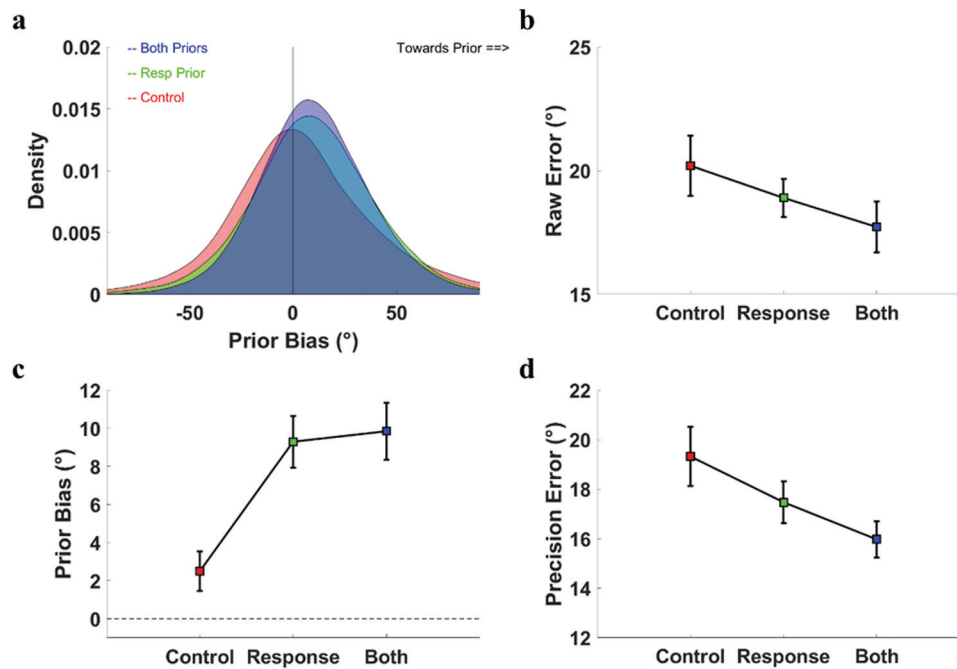 a
0.02
0.015
0.01
0.005
0
Density
-- Both Priors
-- Resp Prior
-- Control
Towards Prior ==>
-50
0
50
Prior Bias (°)
b
25
20
15
Raw Error (°)
Control
Response
Both
c
12
10
8
6
4
2
0
Prior Bias (°)
Control
Response
Both
d
22
20
18
16
14
12
Precision Error (°)
Control
Response
Both